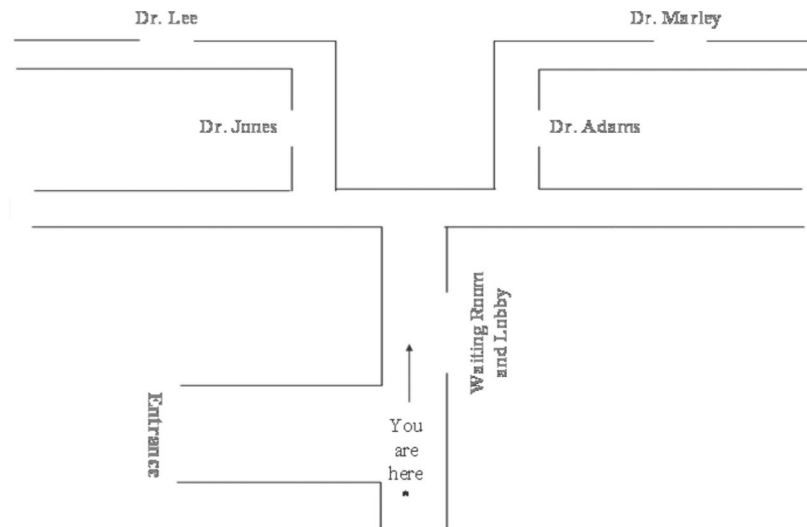 Dr. Lee
Dr. Marley
Dr. Jones
Dr. Adams
Waiting Room
and Lobby
Entrance
You
are
here
*